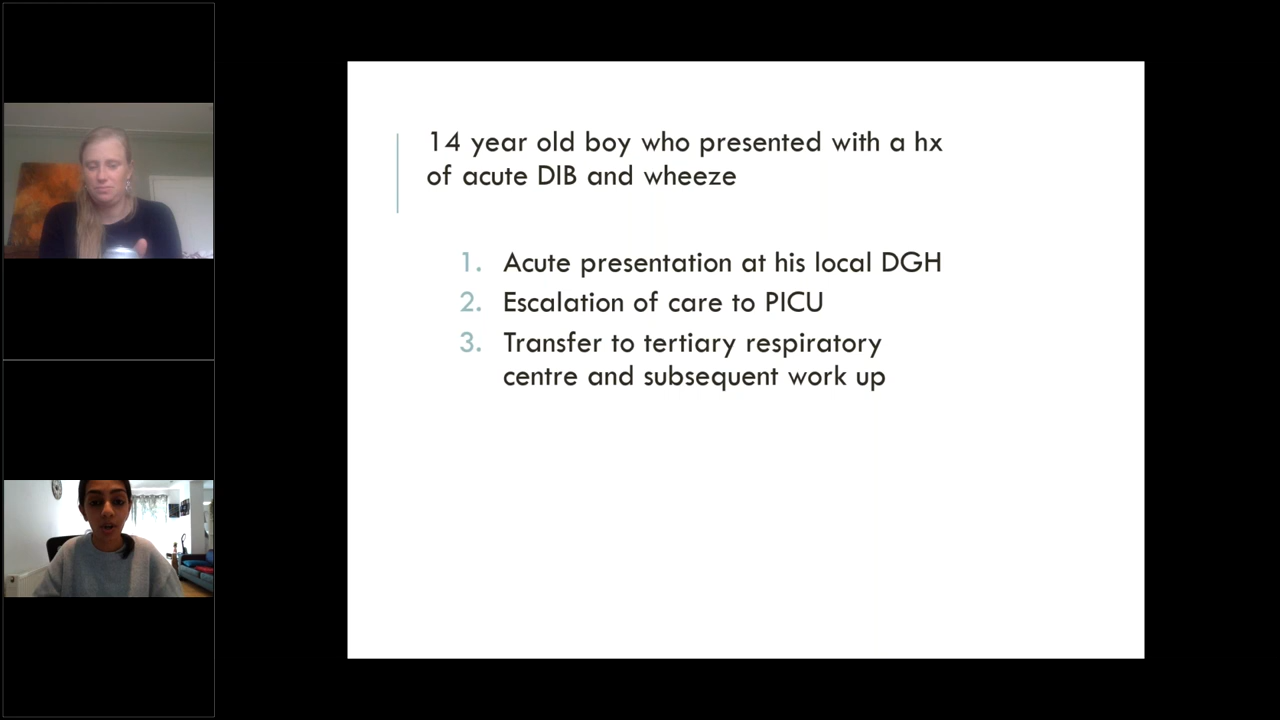 14 year old boy who presented with a hx
of acute DIB and wheeze
1. Acute presentation at his local DGH
2. Escalation of care to PICU
3. Transfer to tertiary respiratory
centre and subsequent work up